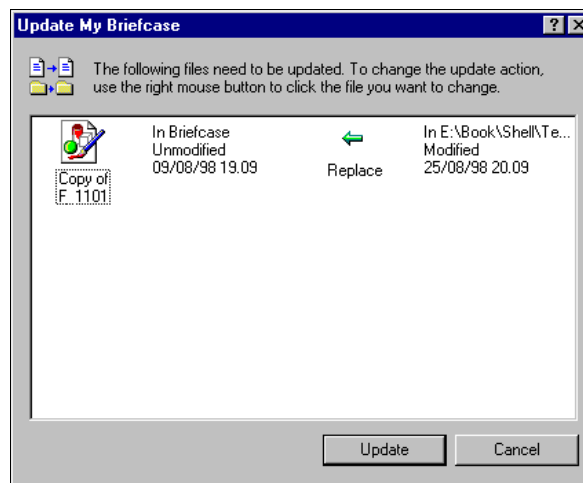 Update My Briefcase
The following files need to be updated. To change the update action,
use the right mouse button to click the file you want to change.
Copy of
F_1101
In Briefcase
Unmodified
09/08/98 19.09
Replace
In E:\Book\Shell\Te...
Modified
25/08/98 20.09
Update
Cancel